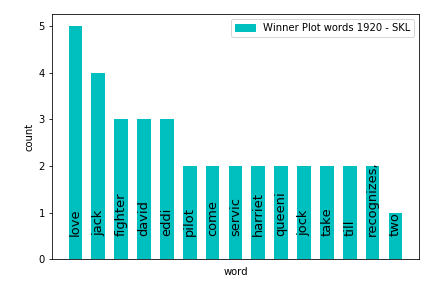 Winner Plot words 1920 - SKL
5
4
3
2
1
0
count
love
jack
fighter
david
eddi
pilot
come
servic
harriet
queeni
jock
take
till
recognizes,
two
word